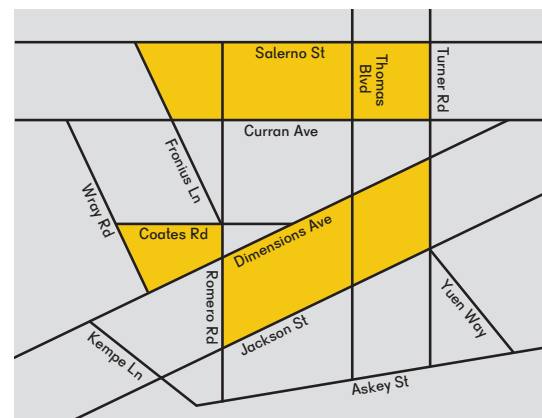 Salerno St
Thomas
Blvd
Turner Rd
Curran Ave
Fronius Ln
Wray Rd
Coates Rd
Dimensions Ave
Romero Rd
Jackson St
Yuen Way
Kempe Ln
Askey St